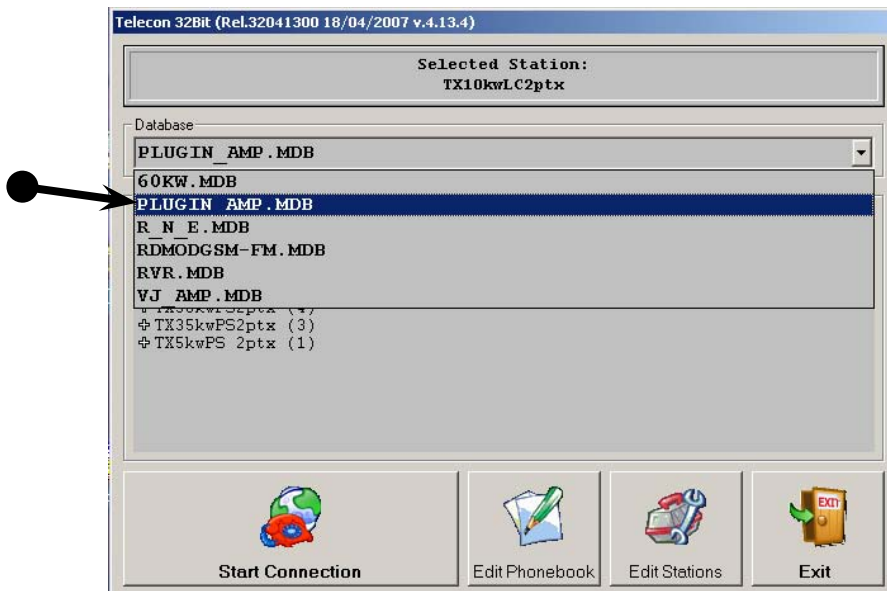 Telecon 32Bit (Rel.32041300 18/04/2007 v.4.13.4)
Selected Station:
TX10kwLC2ptx
Database
PLUGIN_AMP.MDB
60KW.MDB
PLUGIN_AMP.MDB
R_N_E.MDB
RDMODGSM-FM.MDB
RVR.MDB
VJ_AMP.MDB
TX35kwPS2ptx (3)
TX5kwPS 2ptx (1)
Start Connection
Edit Phonebook
Edit Stations
EXIT
Exit